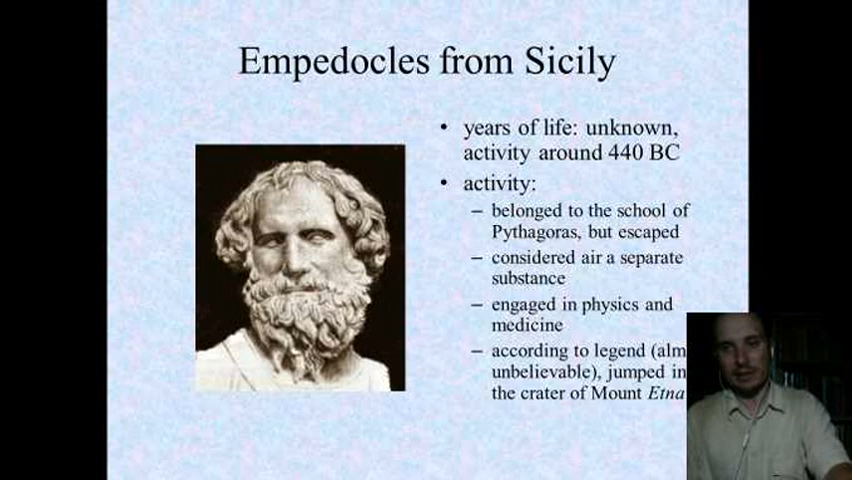 Empedocles from Sicily
• years of life: unknown,
activity around 440 BC
• activity:
– belonged to the school of
Pythagoras, but escaped
– considered air a separate
substance
– engaged in physics and
medicine
– according to legend (alm
unbelievable), jumped in
the crater of Mount Etna